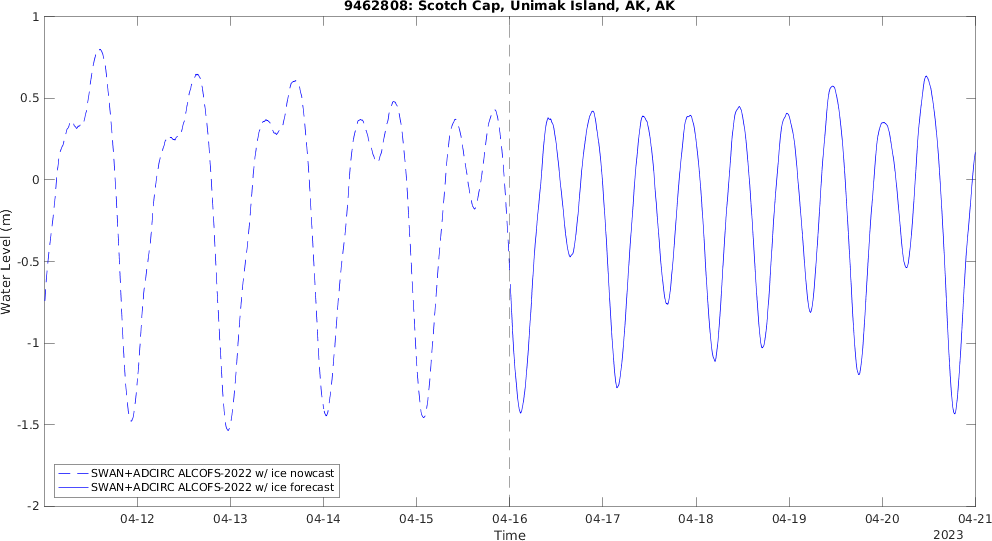 9462808: Scotch Cap, Unimak Island, AK, AK
Water Level (m)
1
0.5
0
-0.5
-1
-1.5
-2
SWAN+ADCIRC ALCOFS-2022 w/ ice nowcast
SWAN+ADCIRC ALCOFS-2022 w/ ice forecast
04-12 04-13 04-14 04-15 04-16 04-17 04-18 04-19 04-20 04-21
Time
2023